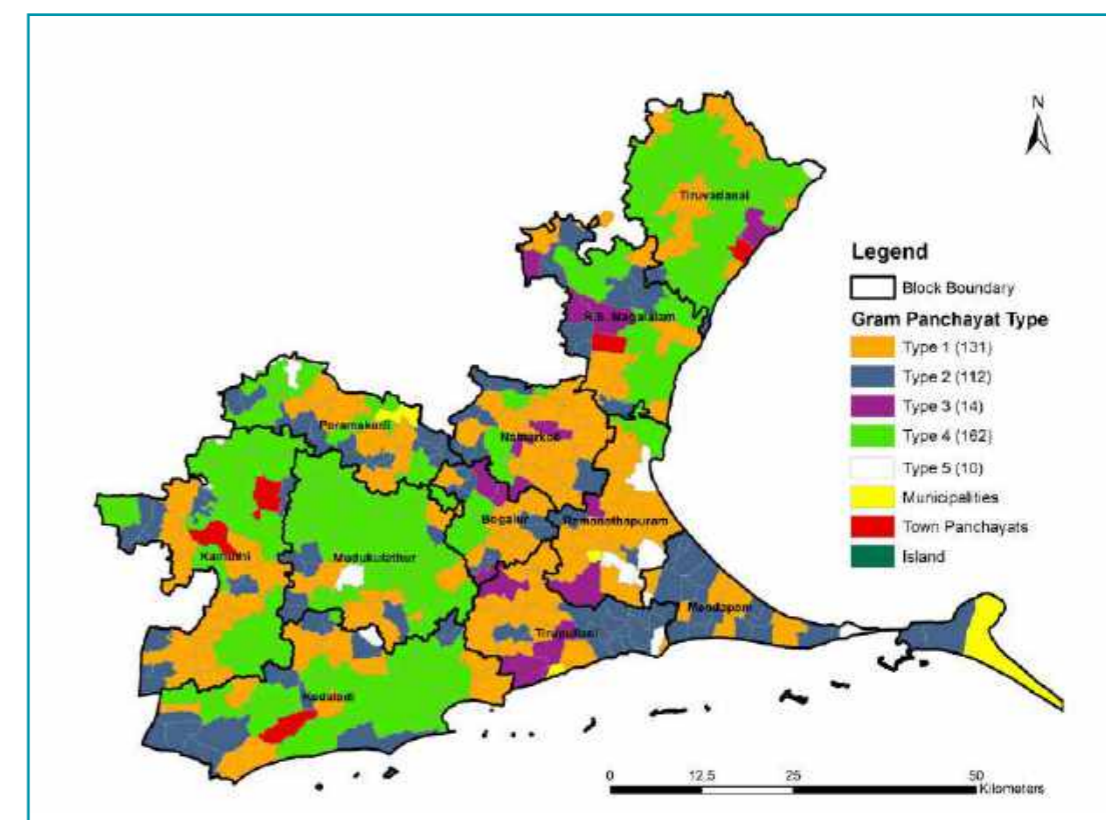 N
Tiruvadanai
Legend
Block Boundary
R.S. Magalalam
Gram Panchayat Type
Type 1 (131)
Type 2 (112)
Type 3 (14)
Type 4 (162)
Type 5 (10)
Municipalities
Town Panchayats
Island
Paramakudi
Nainarkoil
Bogalur
Ramanathapuram
Kamuthi
Mudukulathur
Mandapam
Tirupullani
Kadaladi
0 12.5 25 50
Kilometers